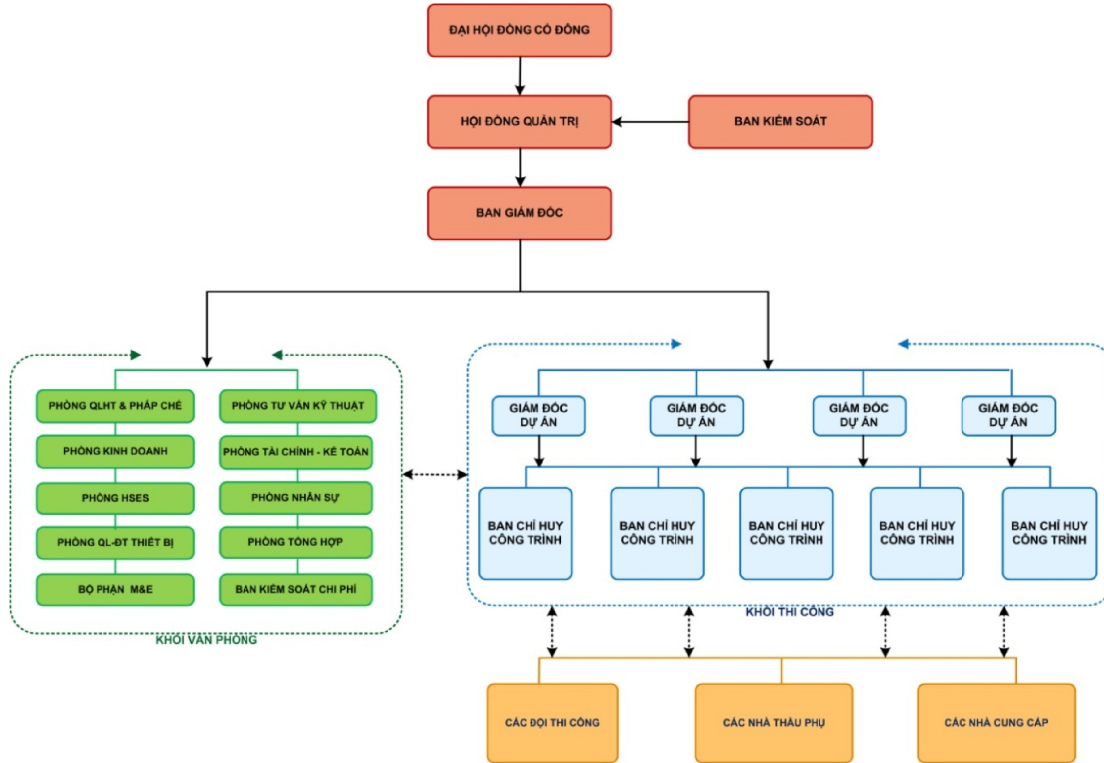 ĐẠI HỘI ĐỒNG CỔ ĐÔNG
HỘI ĐỒNG QUẢN TRỊ
BAN KIỂM SOÁT
BAN GIÁM ĐỐC
PHÒNG QLHT & PHÁP CHẾ
PHÒNG TƯ VẤN KỸ THUẬT
PHÒNG KINH DOANH
PHÒNG TÀI CHÍNH - KẾ TOÁN
PHÒNG HSES
PHÒNG NHÂN SỰ
PHÒNG QL-ĐT THIẾT BỊ
PHÒNG TỔNG HỢP
BỘ PHẬN M&E
BAN KIỂM SOÁT CHI PHÍ
KHỐI VĂN PHÒNG
GIÁM ĐỐC
DỰ ÁN
GIÁM ĐỐC
DỰ ÁN
GIÁM ĐỐC
DỰ ÁN
GIÁM ĐỐC
DỰ ÁN
BAN CHỈ HUY
CÔNG TRÌNH
BAN CHỈ HUY
CÔNG TRÌNH
BAN CHỈ HUY
CÔNG TRÌNH
BAN CHỈ HUY
CÔNG TRÌNH
BAN CHỈ HUY
CÔNG TRÌNH
KHỐI THI CÔNG
CÁC ĐỘI THI CÔNG
CÁC NHÀ THẦU PHỤ
CÁC NHÀ CUNG CẤP